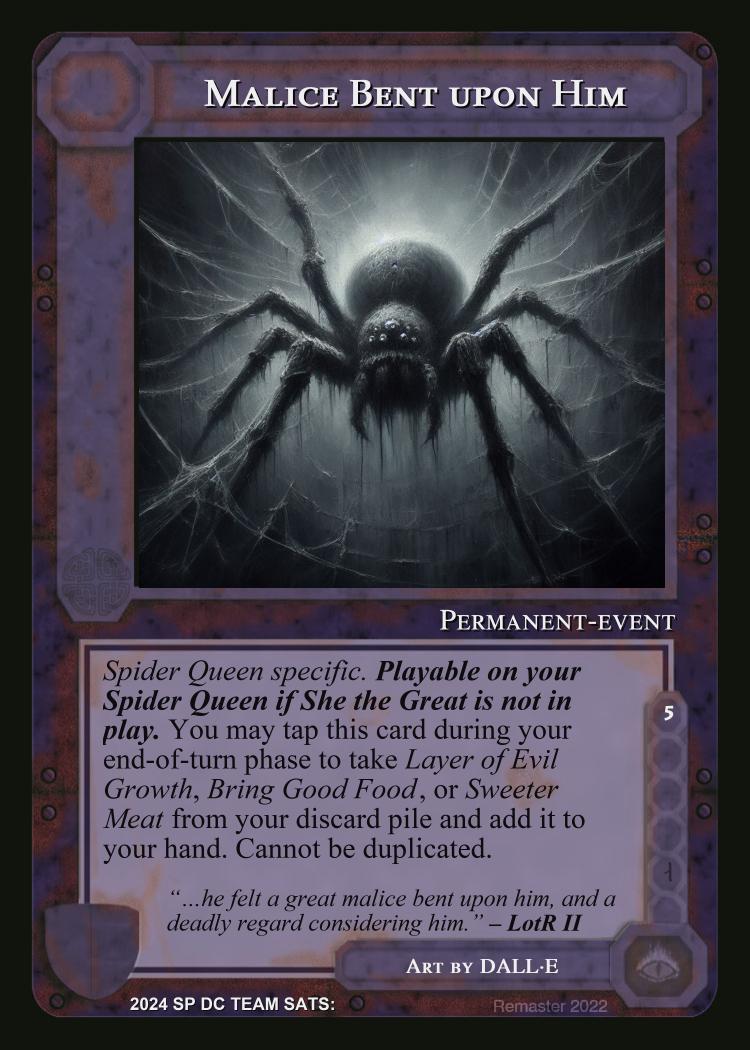 Malice Bent upon Him
Permanent-event
Spider Queen specific. Playable on your
Spider Queen if She the Great is not in
play. You may tap this card during your
end-of-turn phase to take Layer of Evil
Growth, Bring Good Food, or Sweeter
Meat from your discard pile and add it to
your hand. Cannot be duplicated.
5
“...he felt a great malice bent upon him, and a
deadly regard considering him.” – LotR II
Art by DALL·E
2024 SP DC TEAM SATS:
Remaster 2022